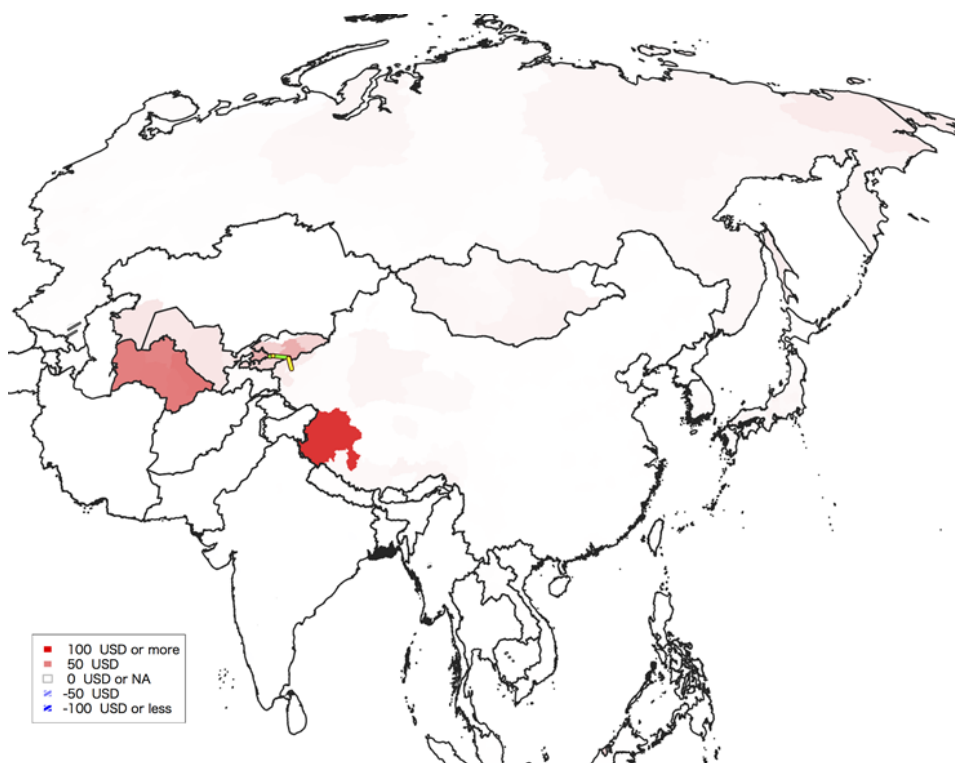 100 USD or more
50 USD
0 USD or NA
-50 USD
-100 USD or less